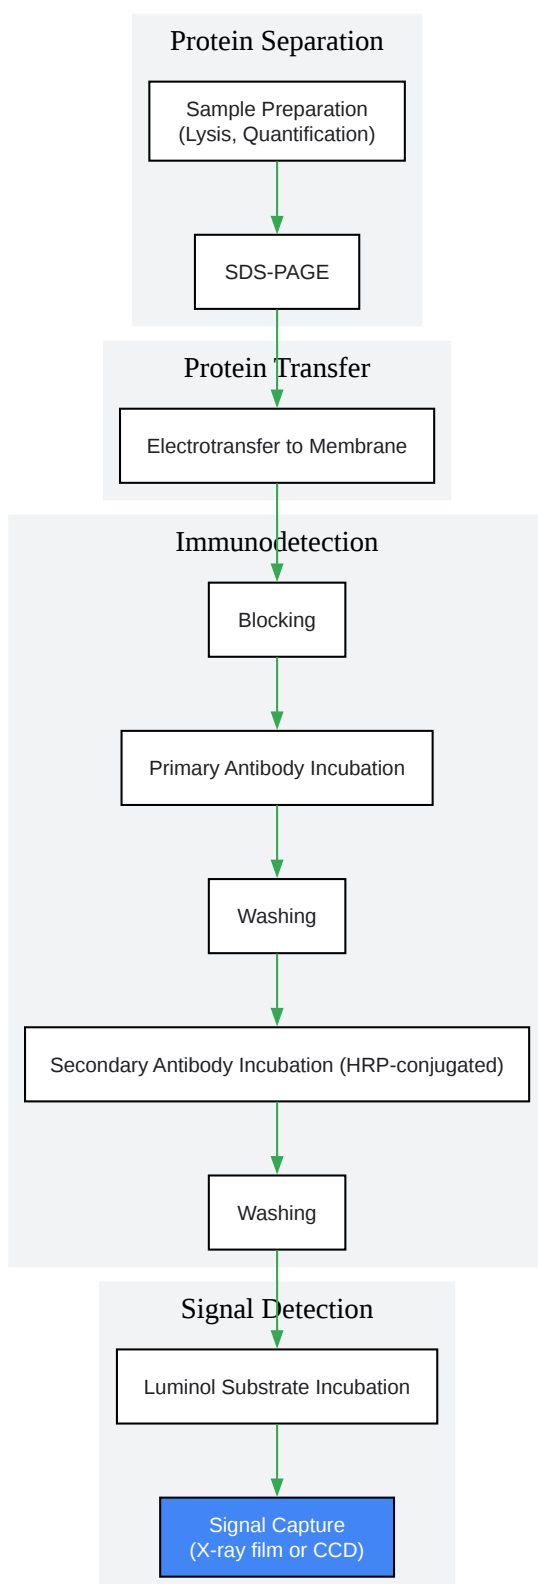 Protein Separation
Sample Preparation
(Lysis, Quantification)
SDS-PAGE
Protein Transfer
Electrotransfer to Membrane
Immunodetection
Blocking
Primary Antibody Incubation
Washing
Secondary Antibody Incubation (HRP-conjugated)
Washing
Signal Detection
Luminol Substrate Incubation
Signal Capture
(X-ray film or CCD)